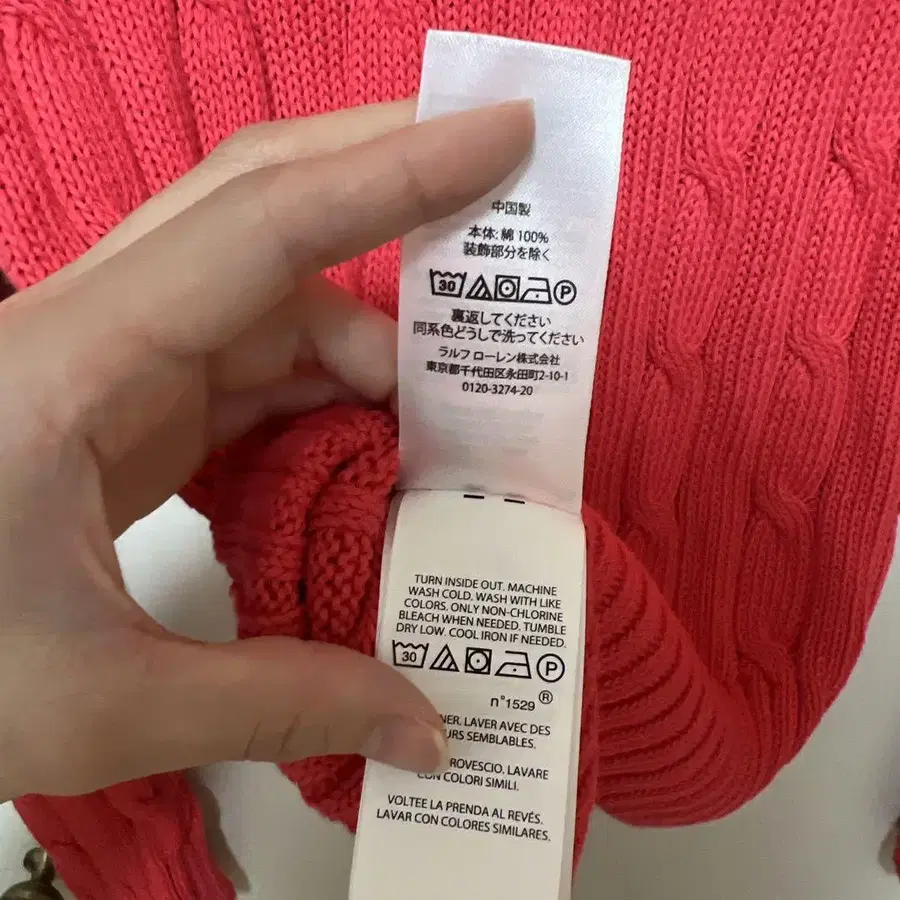 中国製
本体: 綿 100%
装飾部分を除く
30 P
裏返してください
同系色どうしで洗ってください
ラルフ ローレン株式会社
東京都千代田区永田町2-10-1
0120-3274-20
TURN INSIDE OUT. MACHINE
WASH COLD. WASH WITH LIKE
COLORS. ONLY NON-CHLORINE
BLEACH WHEN NEEDED. TUMBLE
DRY LOW. COOL IRON IF NEEDED.
30 P
n°1529 ®
LAVER AVEC DES
SEMBLABLES.
ROVESCIO, LAVARE
CON COLORI SIMILI.
VOLTEE LA PRENDA AL REVÉS.
LAVAR CON COLORES SIMILARES.